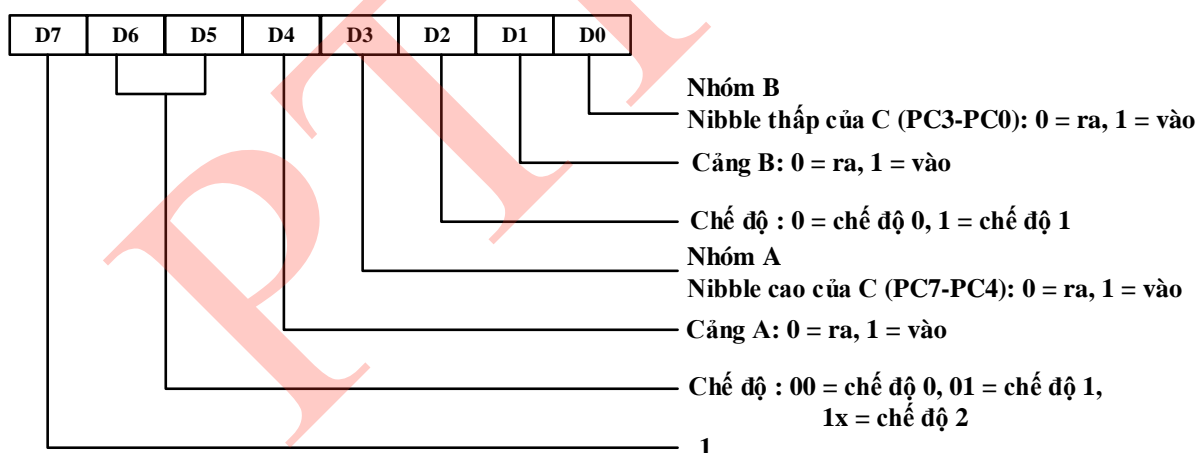 D7 D6 D5 D4 D3 D2 D1 D0
Nhóm B
Nibble thấp của C (PC3-PC0): 0 = ra, 1 = vào
Cảng B: 0 = ra, 1 = vào
Chế độ : 0 = chế độ 0, 1 = chế độ 1
Nhóm A
Nibble cao của C (PC7-PC4): 0 = ra, 1 = vào
Cảng A: 0 = ra, 1 = vào
Chế độ : 00 = chế độ 0, 01 = chế độ 1,
1x = chế độ 2
1